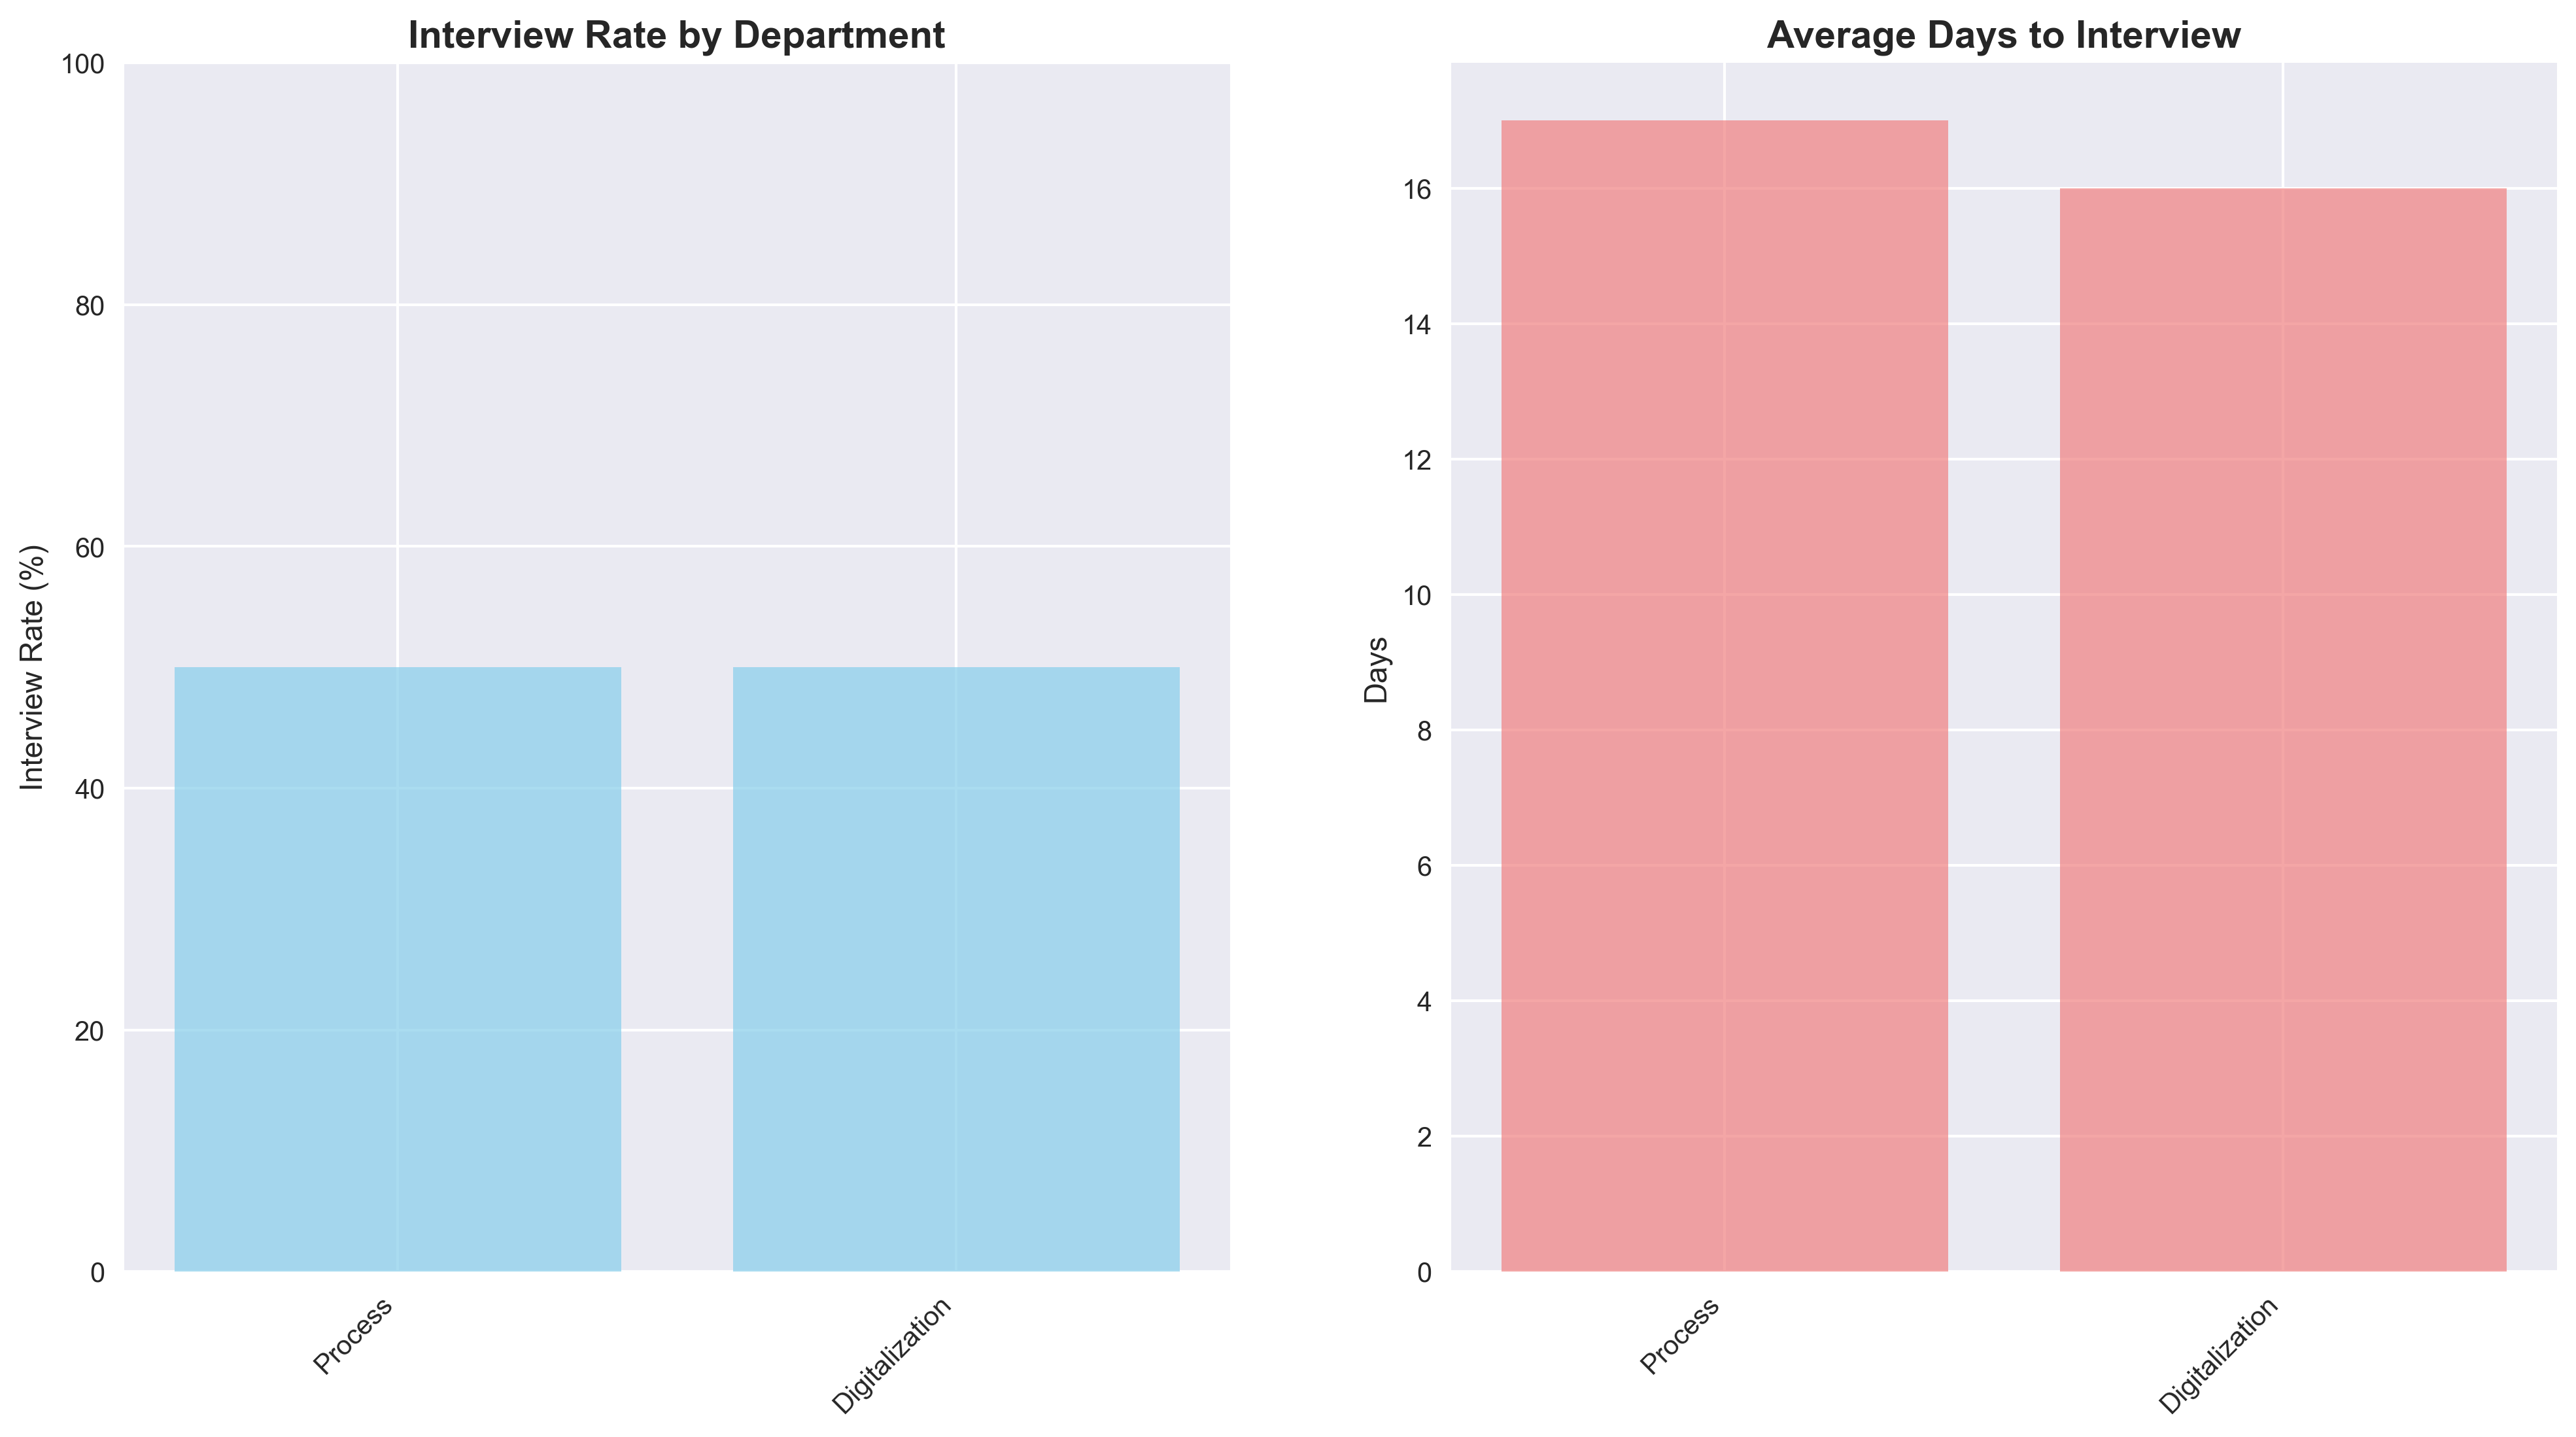 Interview Rate by Department
100
80
60
40
20
0
Interview Rate (%)
Process
Digitalization
Average Days to Interview
16
14
12
10
8
6
4
2
0
Days
Process
Digitalization